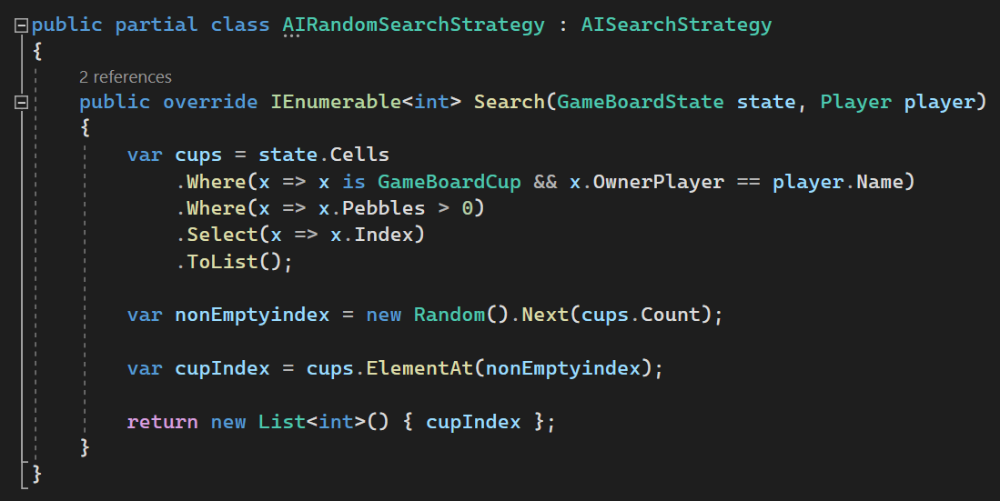 public partial class AIRandomSearchStrategy : AISearchStrategy
{
2 references
public override IEnumerable<int> Search(GameBoardState state, Player player)
{
var cups = state.Cells
.Where(x => x is GameBoardCup && x.OwnerPlayer == player.Name)
.Where(x => x.Pebbles > 0)
.Select(x => x.Index)
.ToList();
var nonEmptyindex = new Random().Next(cups.Count);
var cupIndex = cups.ElementAt(nonEmptyindex);
return new List<int>() { cupIndex };
}
}